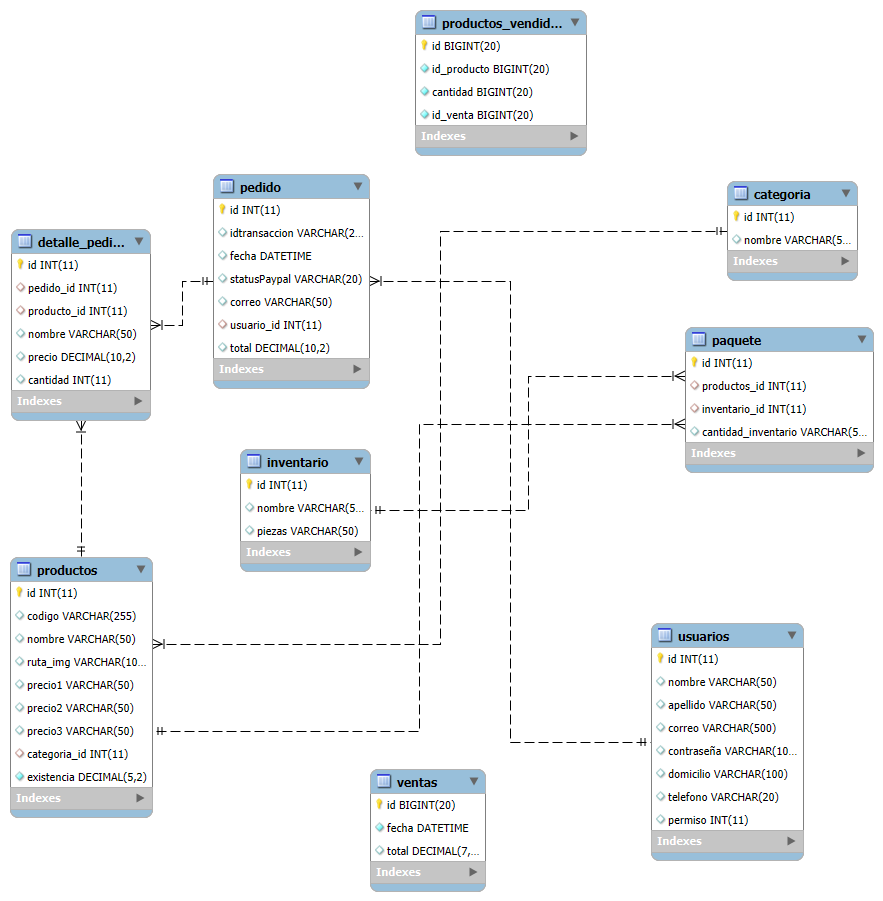 productos_vendid...
id BIGINT(20)
id_producto BIGINT(20)
cantidad BIGINT(20)
id_venta BIGINT(20)
Indexes
pedido
id INT(11)
idtransaccion VARCHAR(2...
fecha DATETIME
statusPaypal VARCHAR(20)
correo VARCHAR(50)
usuario_id INT(11)
total DECIMAL(10,2)
Indexes
categoria
id INT(11)
nombre VARCHAR(5...
Indexes
detalle_pedi...
id INT(11)
pedido_id INT(11)
producto_id INT(11)
nombre VARCHAR(50)
precio DECIMAL(10,2)
cantidad INT(11)
Indexes
paquete
id INT(11)
productos_id INT(11)
inventario_id INT(11)
cantidad_inventario VARCHAR(5...
Indexes
inventario
id INT(11)
nombre VARCHAR(5...
piezas VARCHAR(50)
Indexes
productos
id INT(11)
codigo VARCHAR(255)
nombre VARCHAR(50)
ruta_img VARCHAR(10...
precio1 VARCHAR(50)
precio2 VARCHAR(50)
precio3 VARCHAR(50)
categoria_id INT(11)
existencia DECIMAL(5,2)
Indexes
usuarios
id INT(11)
nombre VARCHAR(50)
apellido VARCHAR(50)
correo VARCHAR(500)
contraseña VARCHAR(10...
domicilio VARCHAR(100)
telefono VARCHAR(20)
permiso INT(11)
Indexes
ventas
id BIGINT(20)
fecha DATETIME
total DECIMAL(7,...
Indexes